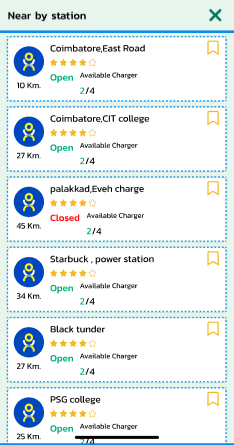 Near by station
Coimbatore,East Road
Open Available Charger
10 Km.
2/4
Coimbatore,CIT college
Open Available Charger
27 Km.
2/4
palakkad,Eveh charge
Closed Available Charger
45 Km.
2/4
Starbuck , power station
Open Available Charger
34 Km.
2/4
Black tunder
Open Available Charger
27 Km.
2/4
PSG college
Open Available Charger
25 Km.
2/4